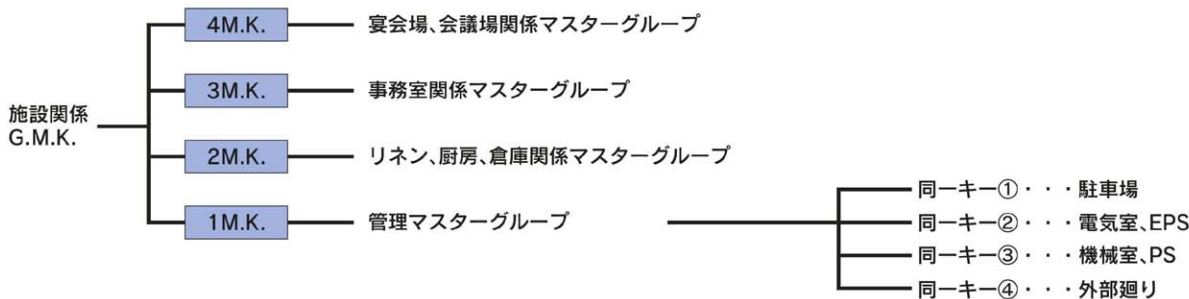 4M.K. 宴会場、会議場関係マスターグループ
3M.K. 事務室関係マスターグループ
施設関係
G.M.K.
2M.K. リネン、厨房、倉庫関係マスターグループ
1M.K. 管理マスターグループ
同一キー①・・・駐車場
同一キー②・・・電気室、EPS
同一キー③・・・機械室、PS
同一キー④・・・外部廻り